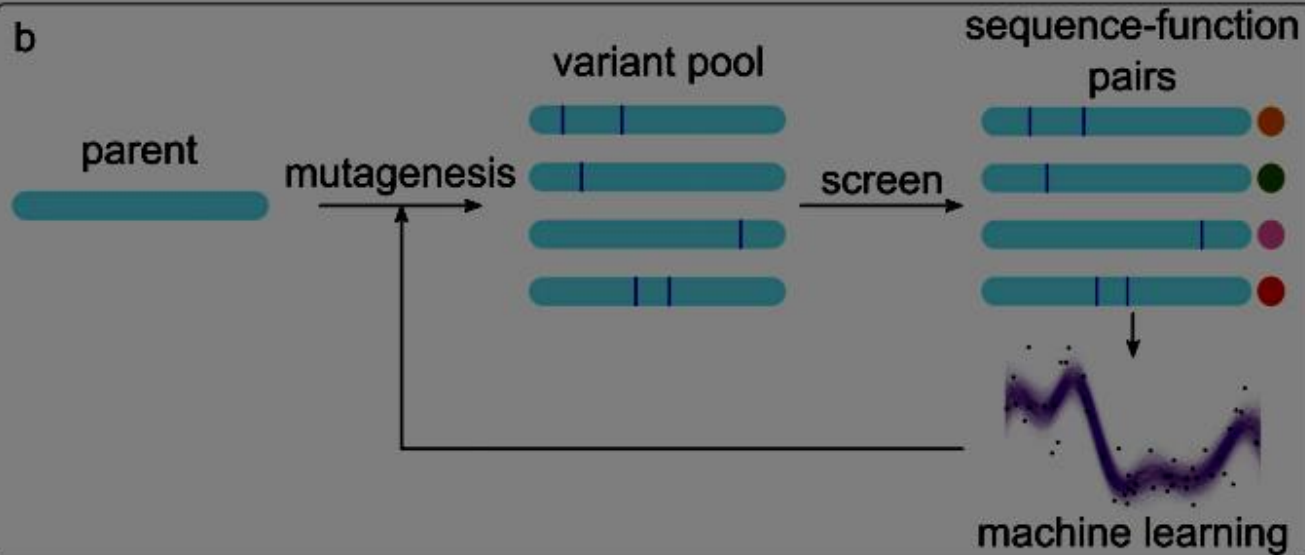 b
parent
mutagenesis
variant pool
screen
sequence-function
pairs
machine learning